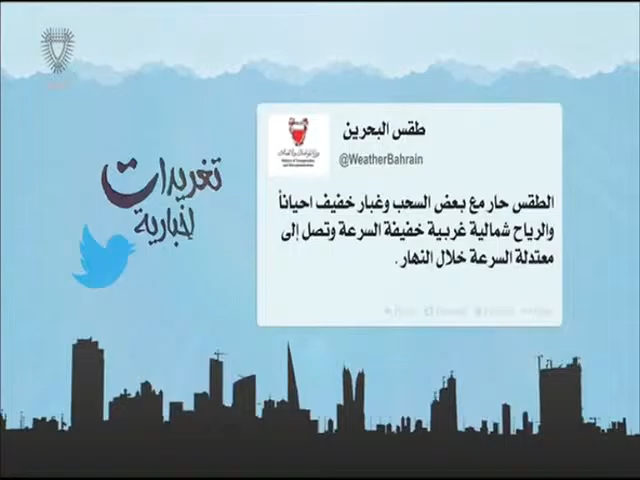 طقس البحرين
@WeatherBahrain
الطقس حار مع بعض السحب وغبار خفيف احياناً
والرياح شمالية غربية خفيفة السرعة وتصل إلى
معتدلة السرعة خلال النهار.
تغريدات
إخبارية